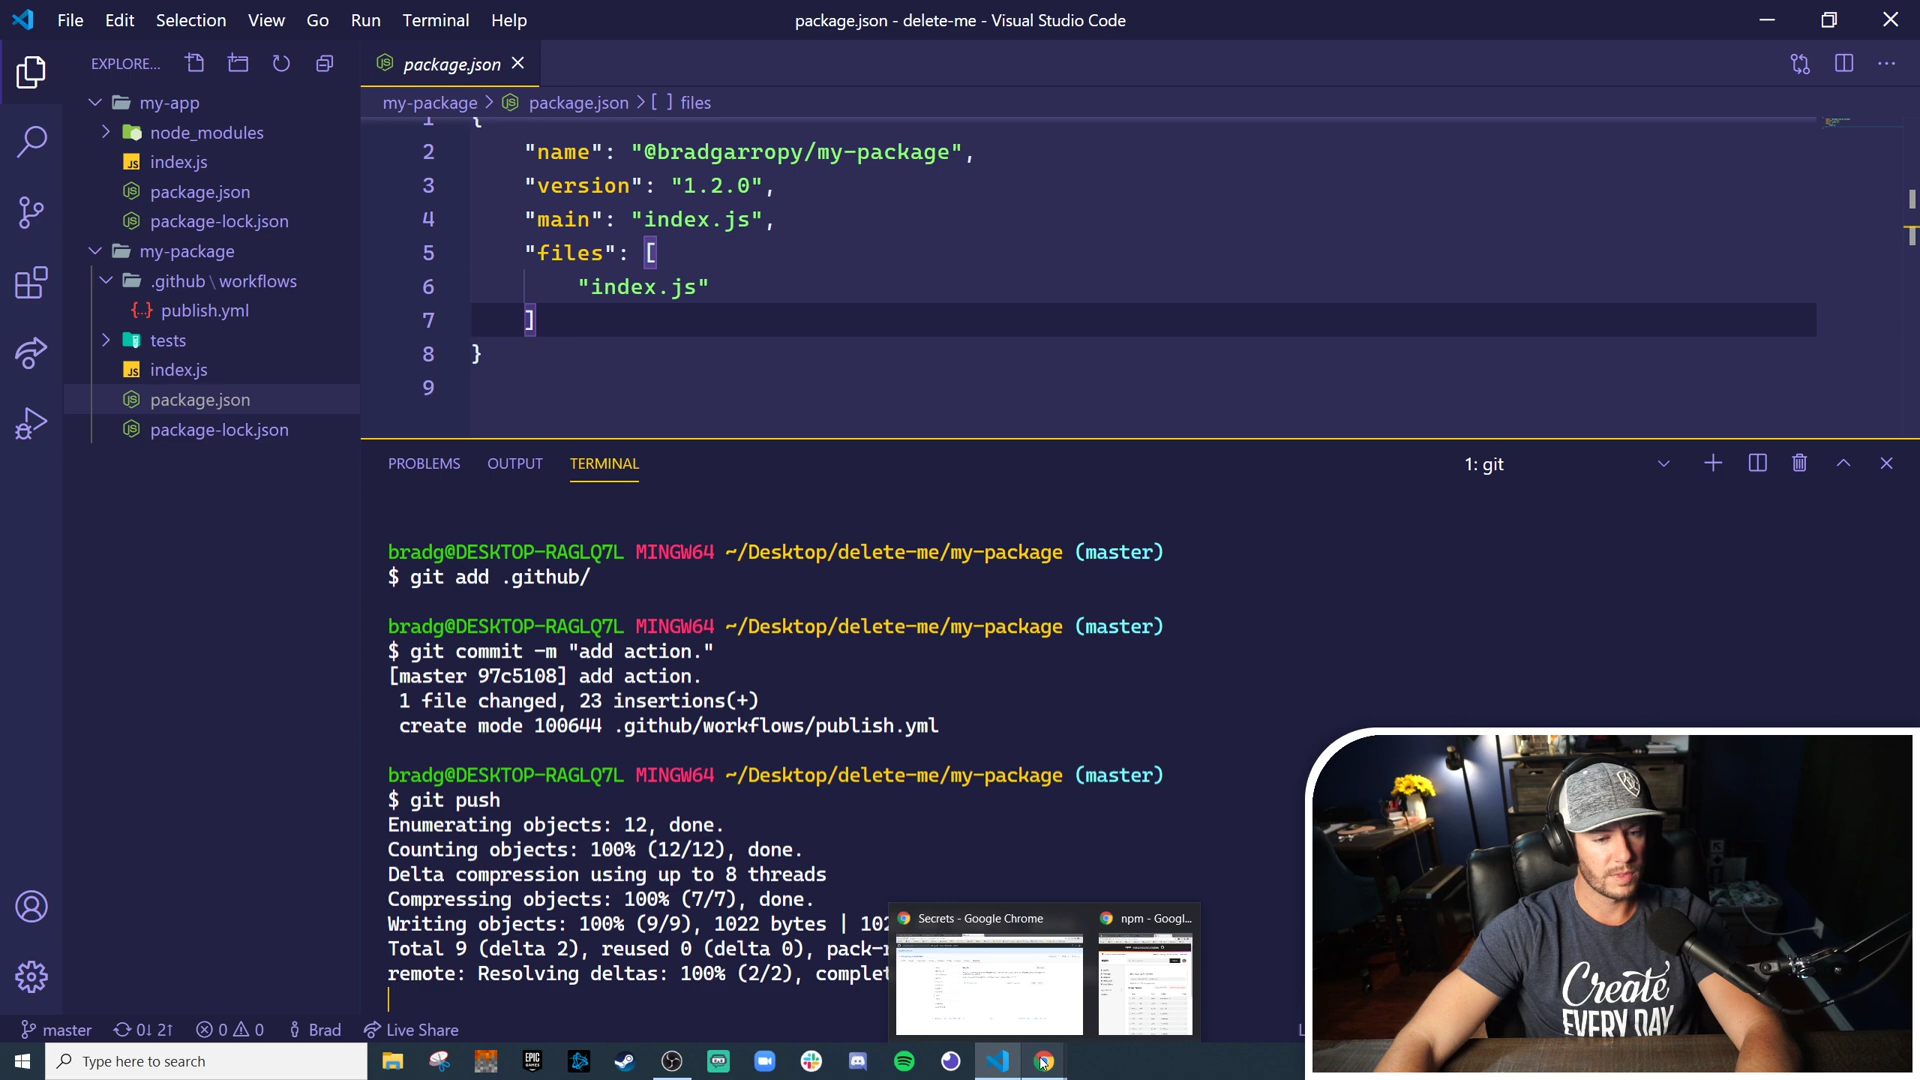 File Edit Selection View Go Run Terminal Help
package.json - delete-me - Visual Studio Code
EXPLORE...
my-app
node_modules
index.js
package.json
package-lock.json
my-package
.github \ workflows
publish.yml
tests
index.js
package.json
package-lock.json
package.json
my-package > package.json > [ ] files
1 {
2 "name": "@bradgarropy/my-package",
3 "version": "1.2.0",
4 "main": "index.js",
5 "files": [
6 "index.js"
7 ]
8 }
9
PROBLEMS OUTPUT TERMINAL
1: git
bradg@DESKTOP-RAGLQ7L MINGW64 ~/Desktop/delete-me/my-package (master)
$ git add .github/
bradg@DESKTOP-RAGLQ7L MINGW64 ~/Desktop/delete-me/my-package (master)
$ git commit -m "add action."
[master 97c5108] add action.
1 file changed, 23 insertions(+)
create mode 100644 .github/workflows/publish.yml
bradg@DESKTOP-RAGLQ7L MINGW64 ~/Desktop/delete-me/my-package (master)
$ git push
Enumerating objects: 12, done.
Counting objects: 100% (12/12), done.
Delta compression using up to 8 threads
Compressing objects: 100% (7/7), done.
Writing objects: 100% (9/9), 1022 bytes | 102
Total 9 (delta 2), reused 0 (delta 0), pack-r
remote: Resolving deltas: 100% (2/2), complet
Secrets - Google Chrome
npm - Googl...
Create
EVERY DAY
master 0↓ 2↑ 0 0 Brad Live Share
Type here to search
EPIC GAMES